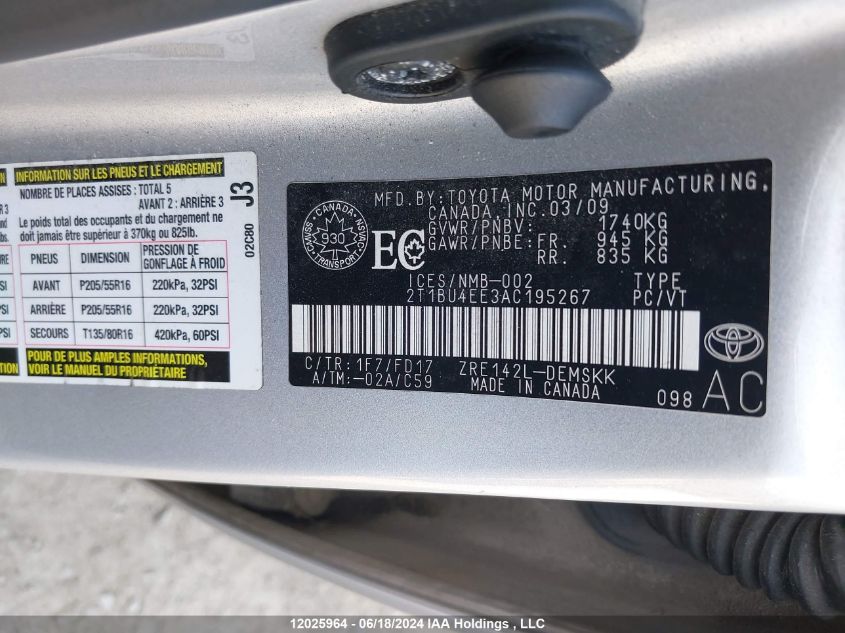 INFORMATION SUR LES PNEUS ET LE CHARGEMENT
NOMBRE DE PLACES ASSISES : TOTAL 5
AVANT 2 : ARRIÈRE 3
Le poids total des occupants et du chargement ne
doit jamais être supérieur à 370kg ou 825lb.
PNEUS DIMENSION PRESSION DE GONFLAGE À FROID
AVANT P205/55R16 220kPa, 32PSI
ARRIÈRE P205/55R16 220kPa, 32PSI
SECOURS T135/80R16 420kPa, 60PSI
POUR DE PLUS AMPLES INFORMATIONS,
VOIR LE MANUEL DU PROPRIÉTAIRE
J3
02C80
MFD. BY: TOYOTA MOTOR MANUFACTURING,
CANADA, INC. 03/09
GVWR/PNBV: 1740KG
GAWR/PNBE: FR. 945 KG
RR. 835 KG
CANADA
CMVSS
NSVAC
930
TRANSPORT
EC
ICES/NMB-002 TYPE
2T1BU4EE3AC195267 PC/VT
C/TR: 1F7/FD17 ZRE142L-DEMSKK
A/TM: -02A/C59 MADE IN CANADA
098 AC
12025964 - 06/18/2024 IAA Holdings , LLC